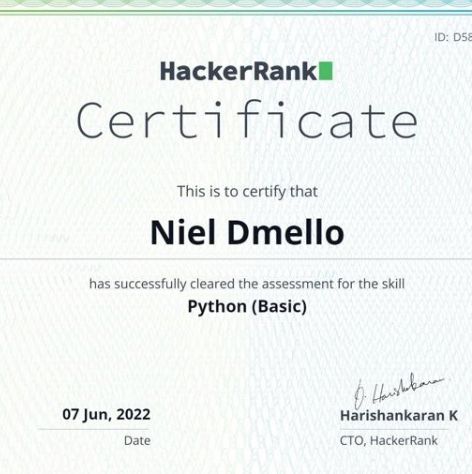 ID: D58
HackerRank
Certificate
This is to certify that
Niel Dmello
has successfully cleared the assessment for the skill
Python (Basic)
07 Jun, 2022
Date
Harishankaran K
CTO, HackerRank